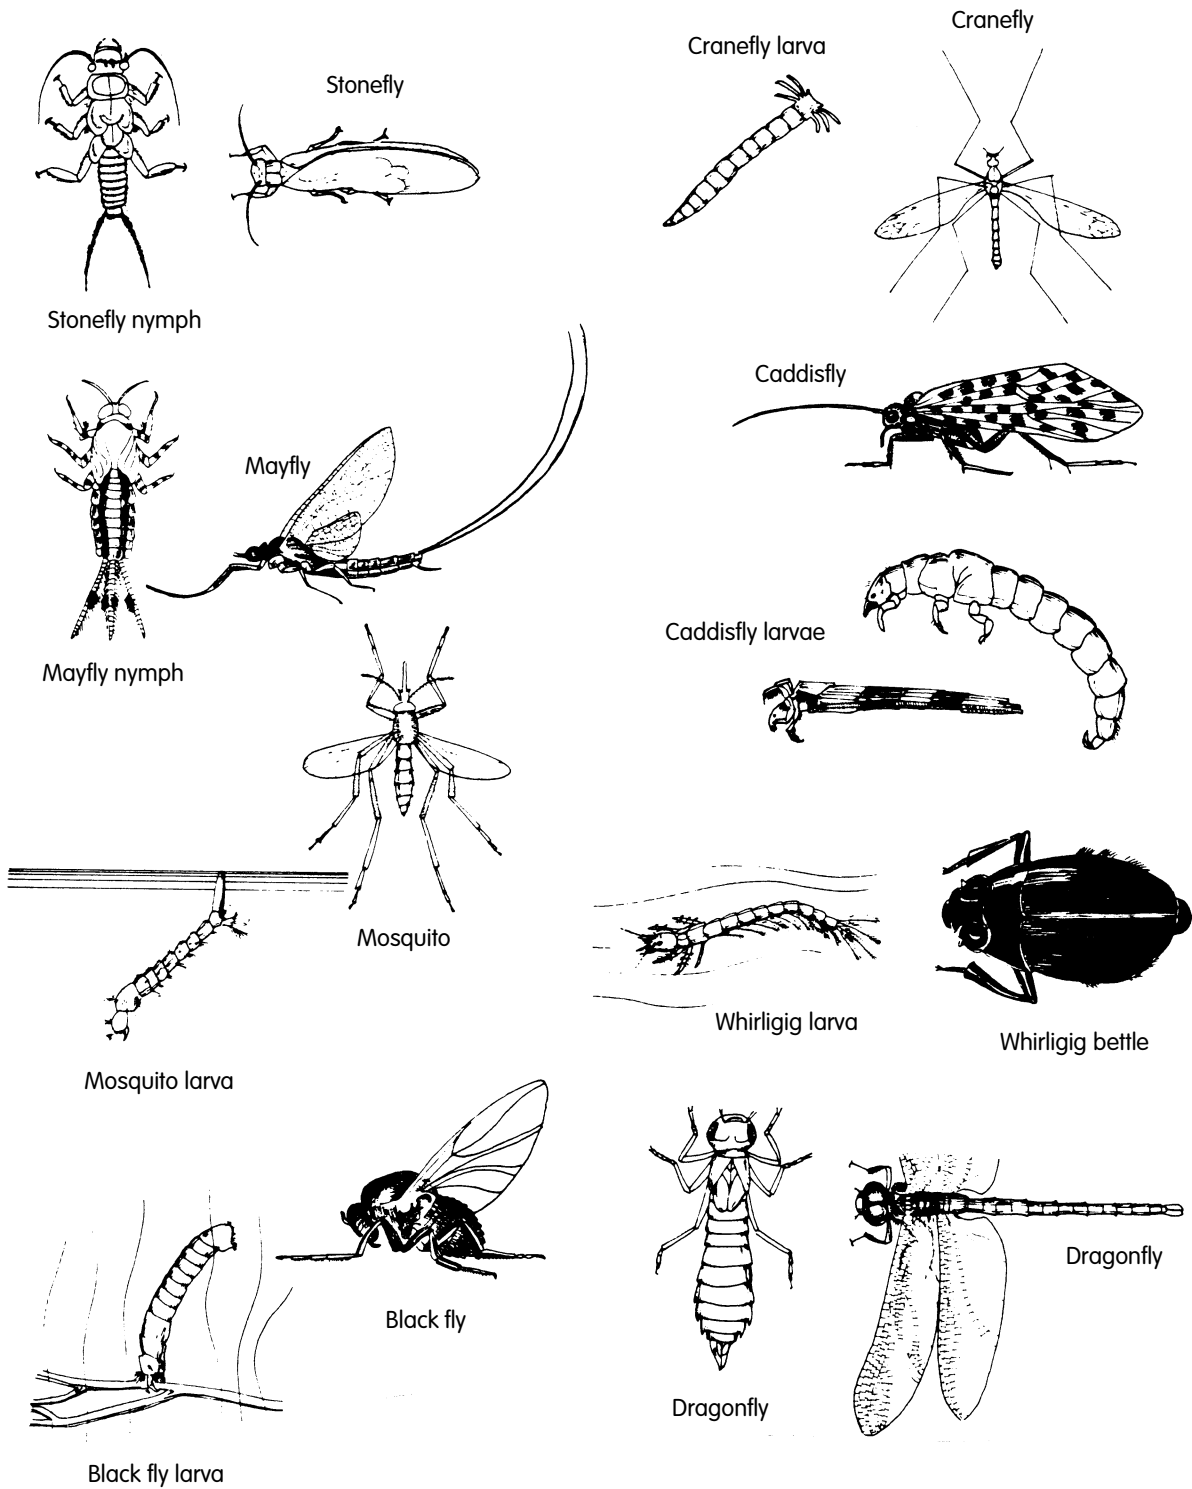 Cranefly
Cranefly larva
Stonefly
Stonefly nymph
Caddisfly
Mayfly
Caddisfly larvae
Mayfly nymph
Mosquito
Whirligig larva
Whirligig bettle
Mosquito larva
Dragonfly
Black fly
Dragonfly
Black fly larva